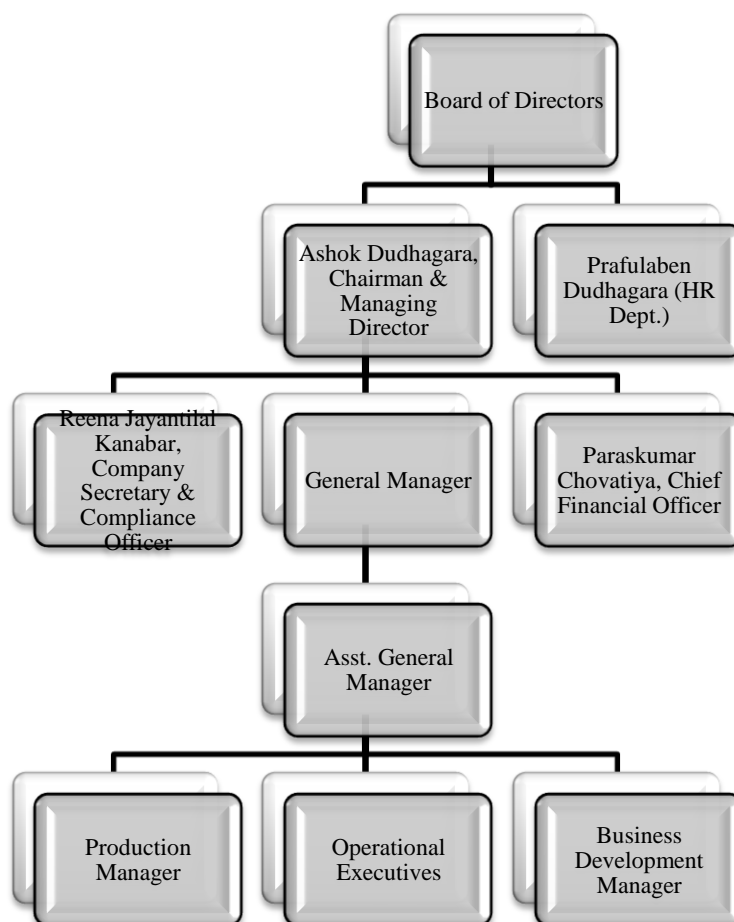 Board of Directors
Ashok Dudhagara,
Chairman &
Managing
Director
Prafulaben
Dudhagara (HR
Dept.)
Reena Jayantilal
Kanabar,
Company
Secretary &
Compliance
Officer
General Manager
Paraskumar
Chovatiya, Chief
Financial Officer
Asst. General
Manager
Production
Manager
Operational
Executives
Business
Development
Manager